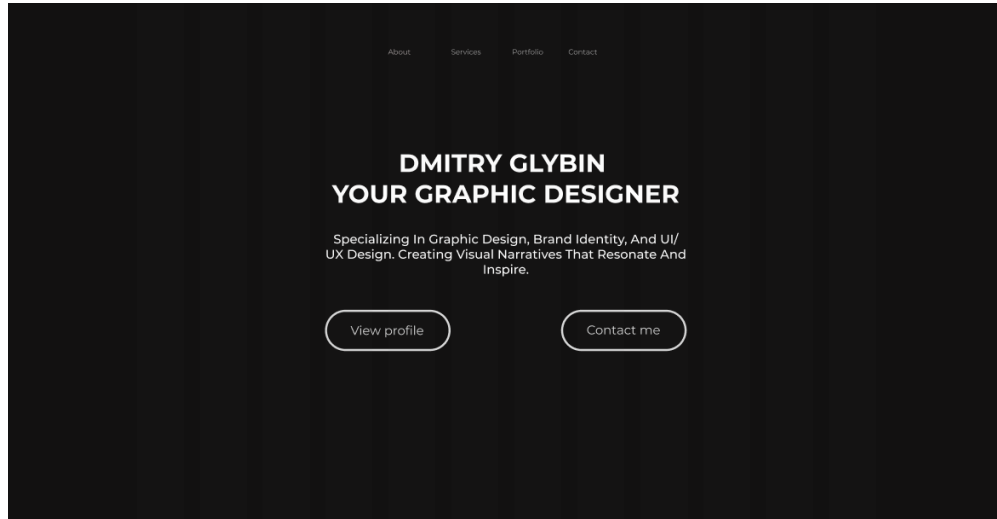 About Services Portfolio Contact
DMITRY GLYBIN
YOUR GRAPHIC DESIGNER
Specializing In Graphic Design, Brand Identity, And UI/
UX Design. Creating Visual Narratives That Resonate And
Inspire.
View profile Contact me